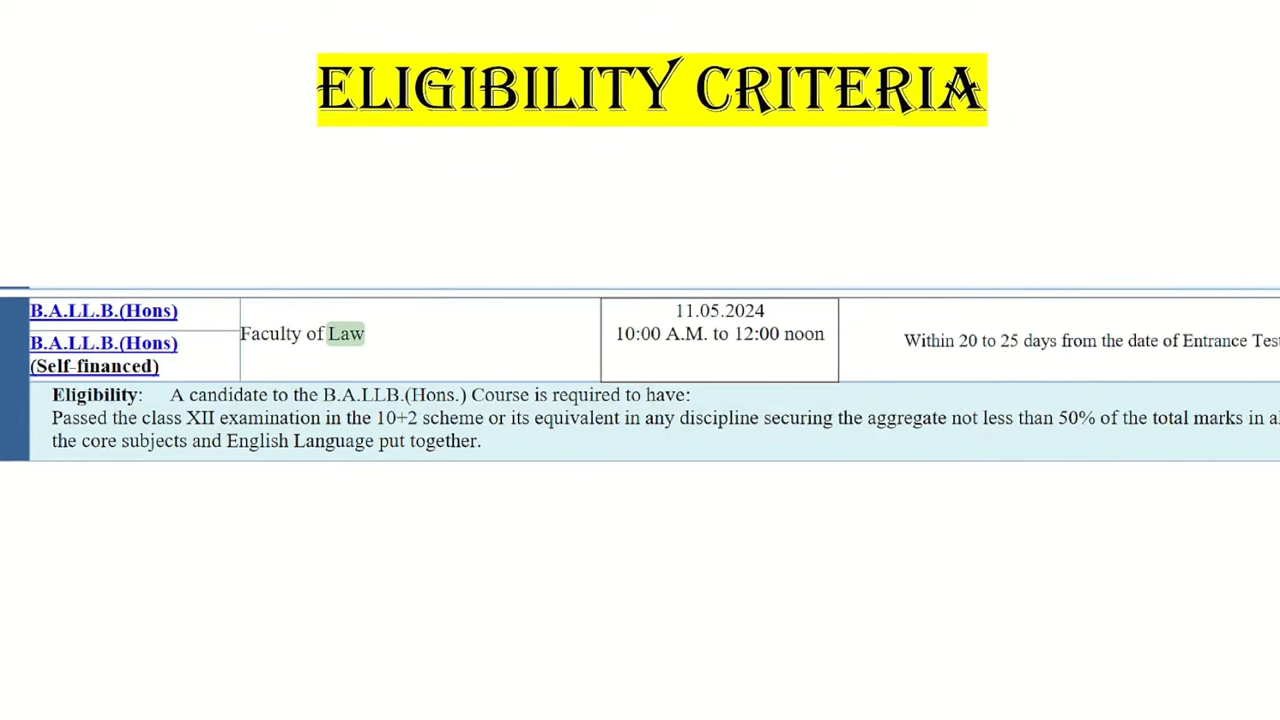 ELIGIBILITY CRITERIA
B.A.LL.B.(Hons)
B.A.LL.B.(Hons)
(Self-financed)
Faculty of Law
11.05.2024
10:00 A.M. to 12:00 noon
Within 20 to 25 days from the date of Entrance Test
Eligibility: A candidate to the B.A.LLB.(Hons.) Course is required to have:
Passed the class XII examination in the 10+2 scheme or its equivalent in any discipline securing the aggregate not less than 50% of the total marks in
the core subjects and English Language put together.